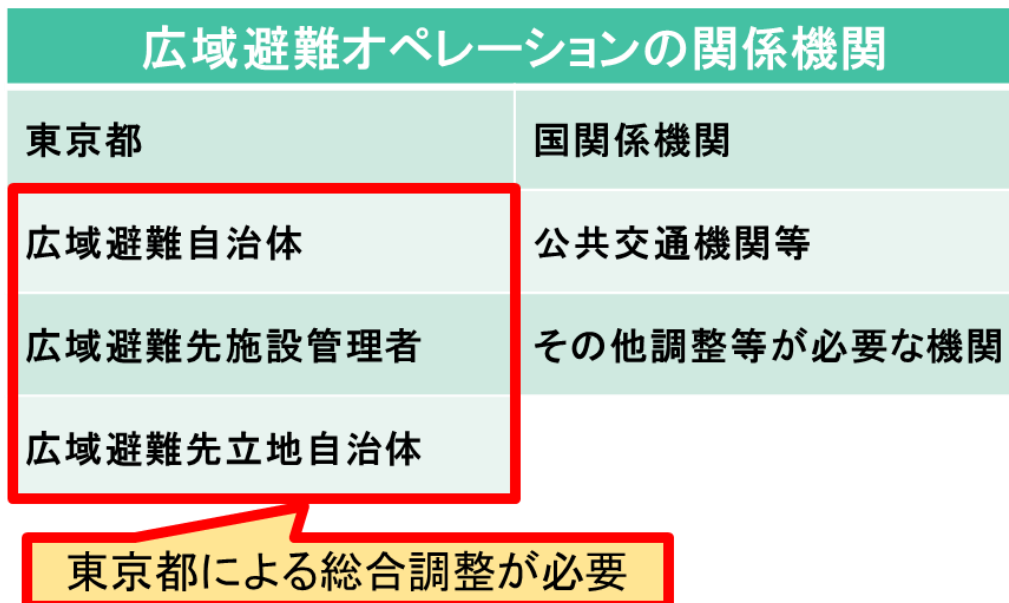 広域避難オペレーションの関係機関
東京都
国関係機関
広域避難自治体
公共交通機関等
広域避難先施設管理者
その他調整等が必要な機関
広域避難先立地自治体
東京都による総合調整が必要